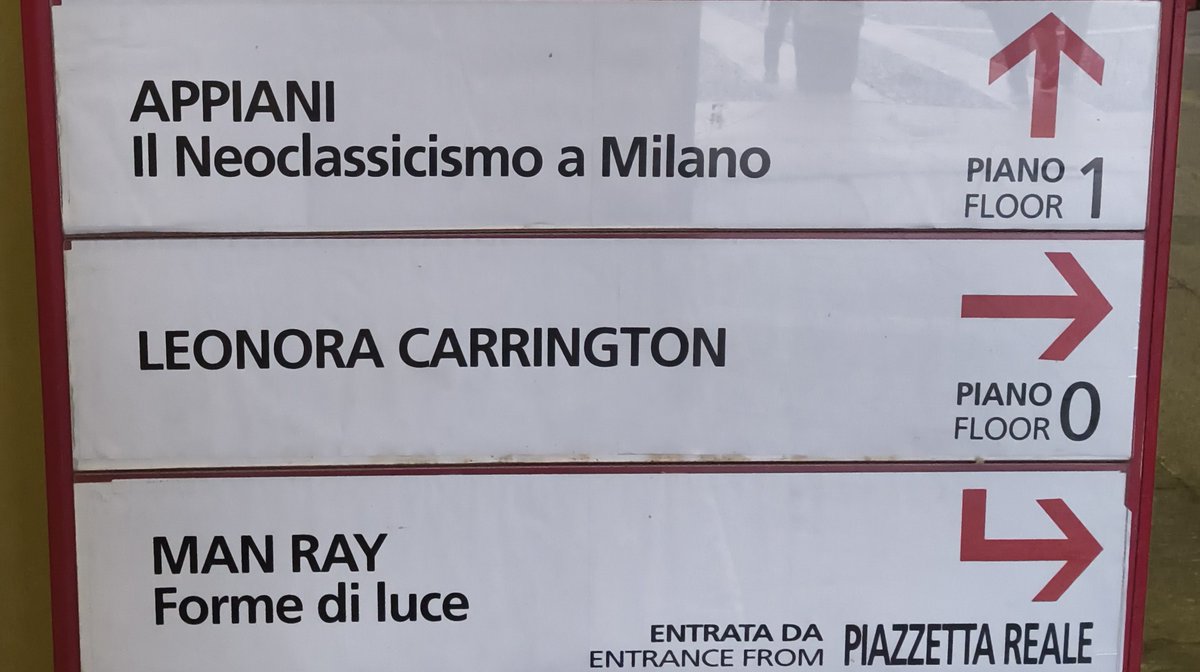 APPIANI
Il Neoclassicismo a Milano
PIANO 1
FLOOR
LEONORA CARRINGTON
PIANO 0
FLOOR
MAN RAY
Forme di luce
ENTRATA DA PIAZZETTA REALE
ENTRANCE FROM